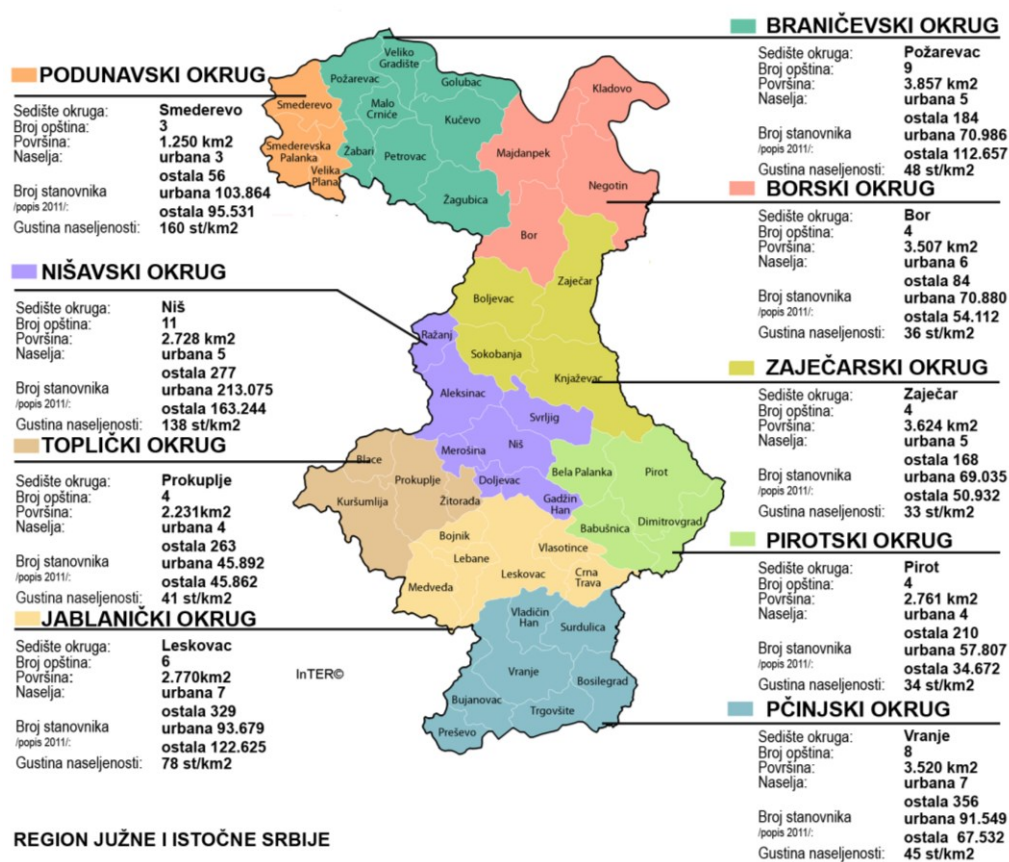 PODUNAVSKI OKRUG
Sedište okruga: Smederevo
Broj opština: 3
Površina: 1.250 km2
Naselja: urbana 3
ostala 56
Broj stanovnika urbana 103.864
/popis 2011/:
ostala 95.531
Gustina naseljenosti: 160 st/km2
NIŠAVSKI OKRUG
Sedište okruga: Niš
Broj opština: 11
Površina: 2.728 km2
Naselja: urbana 5
ostala 277
Broj stanovnika urbana 213.075
/popis 2011/:
ostala 163.244
Gustina naseljenosti: 138 st/km2
TOPLIČKI OKRUG
Sedište okruga: Prokuplje
Broj opština: 4
Površina: 2.231km2
Naselja: urbana 4
ostala 263
Broj stanovnika urbana 45.892
/popis 2011/:
ostala 45.862
Gustina naseljenosti: 41 st/km2
JABLANIČKI OKRUG
Sedište okruga: Leskovac
Broj opština: 6
Površina: 2.770km2
Naselja: urbana 7
ostala 329
Broj stanovnika urbana 93.679
/popis 2011/:
ostala 122.625
Gustina naseljenosti: 78 st/km2
REGION JUŽNE I ISTOČNE SRBIJE
Veliko
Gradište
Požarevac
Golubac
Smederevo
Malo
Crniće
Kučevo
Smederevska
Palanka
Žabari
Petrovac
Velika
Plana
Žagubica
Kladovo
Majdanpek
Negotin
Bor
Zaječar
Boljevac
Ražanj
Sokobanja
Knjaževac
Aleksinac
Svrljig
Niš
Merošina
Blace
Prokuplje
Doljevac
Bela Palanka
Pirot
Kuršumlija
Žitorađa
Gadžin
Han
Babušnica
Dimitrovgrad
Bojnik
Lebane
Vlasotince
Medveđa
Leskovac
Crna
Trava
Vladičin
Han
Surdulica
Vranje
Bosilegrad
Bujanovac
Trgovšite
Preševo
InTER©
BRANIČEVSKI OKRUG
Sedište okruga: Požarevac
Broj opština: 9
Površina: 3.857 km2
Naselja: urbana 5
ostala 184
Broj stanovnika urbana 70.986
/popis 2011/:
ostala 112.657
Gustina naseljenosti: 48 st/km2
BORSKI OKRUG
Sedište okruga: Bor
Broj opština: 4
Površina: 3.507 km2
Naselja: urbana 6
ostala 84
Broj stanovnika urbana 70.880
/popis 2011/:
ostala 54.112
Gustina naseljenosti: 36 st/km2
ZAJEČARSKI OKRUG
Sedište okruga: Zaječar
Broj opština: 4
Površina: 3.624 km2
Naselja: urbana 5
ostala 168
Broj stanovnika urbana 69.035
/popis 2011/:
ostala 50.932
Gustina naseljenosti: 33 st/km2
PIROTSKI OKRUG
Sedište okruga: Pirot
Broj opština: 4
Površina: 2.761 km2
Naselja: urbana 4
ostala 210
Broj stanovnika urbana 57.807
/popis 2011/:
ostala 34.672
Gustina naseljenosti: 34 st/km2
PČINJSKI OKRUG
Sedište okruga: Vranje
Broj opština: 8
Površina: 3.520 km2
Naselja: urbana 7
ostala 356
Broj stanovnika urbana 91.549
/popis 2011/:
ostala 67.532
Gustina naseljenosti: 45 st/km2